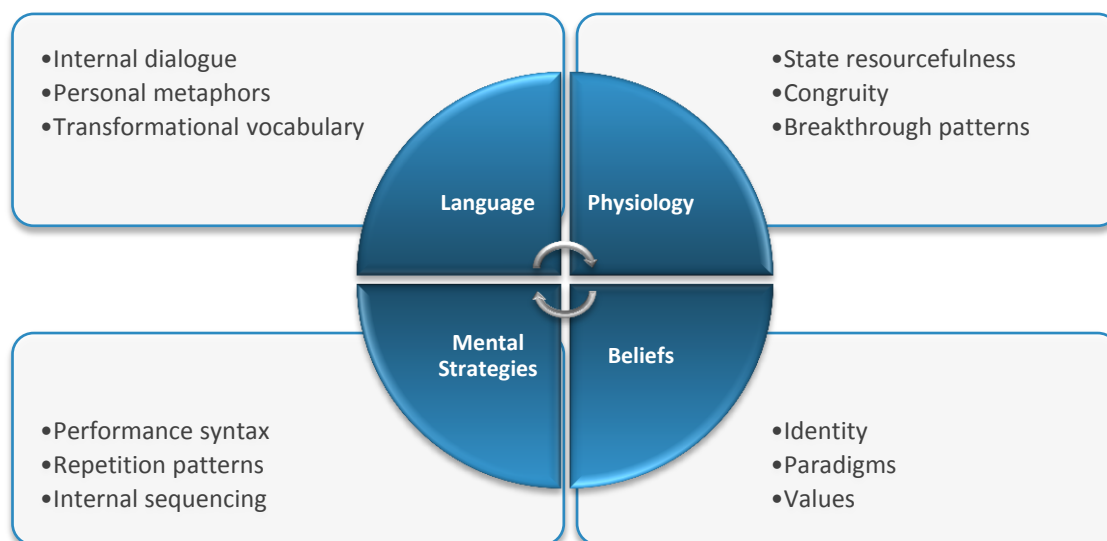 •Internal dialogue
•Personal metaphors
•Transformational vocabulary
•State resourcefulness
•Congruity
•Breakthrough patterns
Language
Physiology
Mental
Strategies
Beliefs
•Performance syntax
•Repetition patterns
•Internal sequencing
•Identity
•Paradigms
•Values